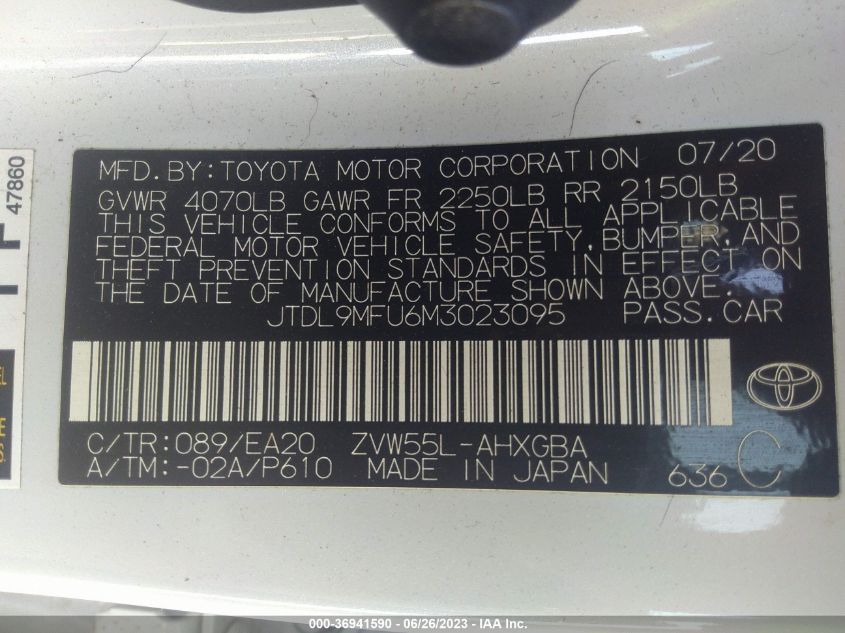 MFD.BY:TOYOTA MOTOR CORPORATION 07/20
GVWR 4070LB GAWR FR 2250LB RR 2150LB
THIS VEHICLE CONFORMS TO ALL APPLICABLE
FEDERAL MOTOR VEHICLE SAFETY,BUMPER,AND
THEFT PREVENTION STANDARDS IN EFFECT ON
THE DATE OF MANUFACTURE SHOWN ABOVE.
JTDL9MFU6M3023095 PASS.CAR
C/TR:089/EA20 ZVW55L-AHXGBA
A/TM:-02A/P610 MADE IN JAPAN 636 C
47860
000-36941590 - 06/26/2023 - IAA Inc.